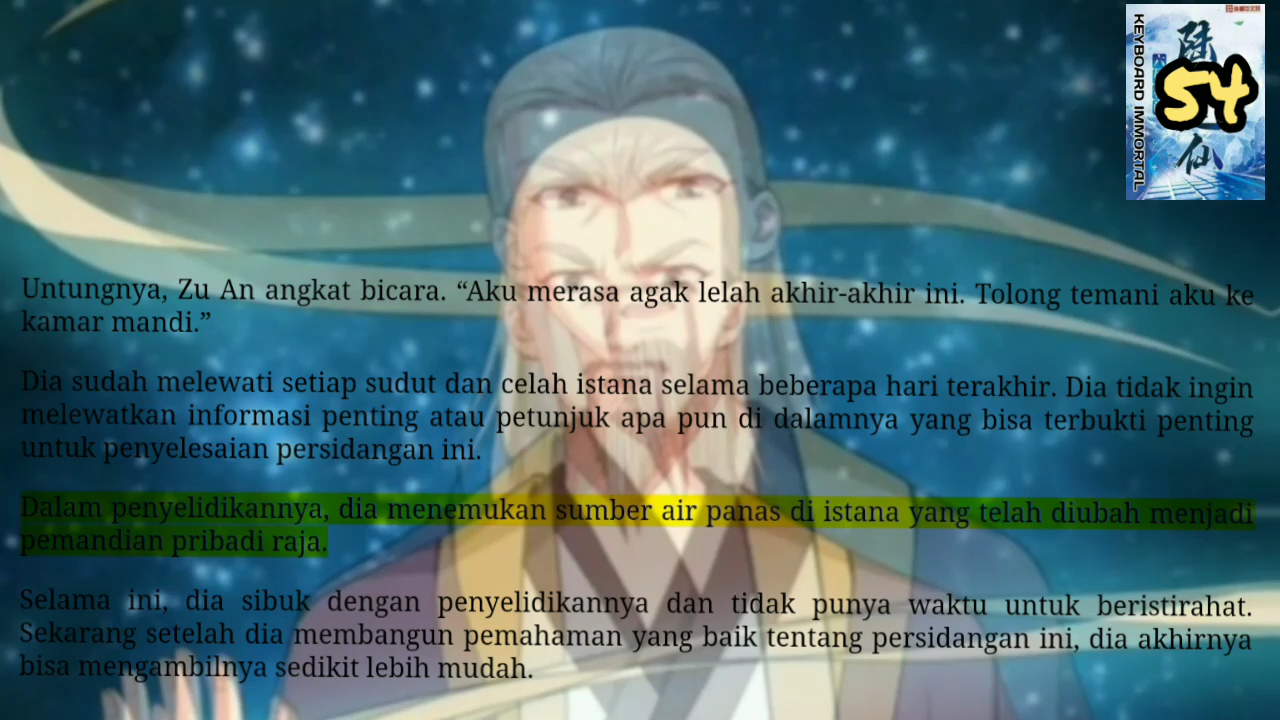 KEYBOARD IMMORTAL
54
仙
Untungnya, Zu An angkat bicara. “Aku merasa agak lelah akhir-akhir ini. Tolong temani aku ke
kamar mandi.”
Dia sudah melewati setiap sudut dan celah istana selama beberapa hari terakhir. Dia tidak ingin
melewatkan informasi penting atau petunjuk apa pun di dalamnya yang bisa terbukti penting
untuk penyelesaian persidangan ini.
Dalam penyelidikannya, dia menemukan sumber air panas di istana yang telah diubah menjadi
pemandian pribadi raja.
Selama ini, dia sibuk dengan penyelidikannya dan tidak punya waktu untuk beristirahat.
Sekarang setelah dia membangun pemahaman yang baik tentang persidangan ini, dia akhirnya
bisa mengambilnya sedikit lebih mudah.